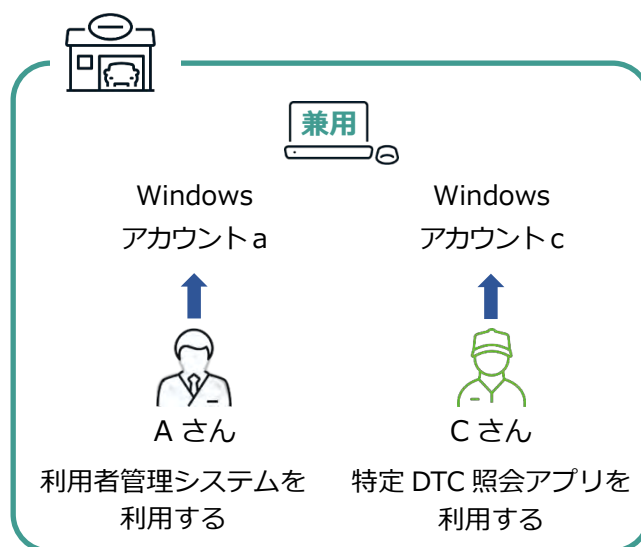 兼用
Windows
アカウント a
Windows
アカウント c
A さん
C さん
利用者管理システムを
利用する
特定 DTC 照会アプリを
利用する